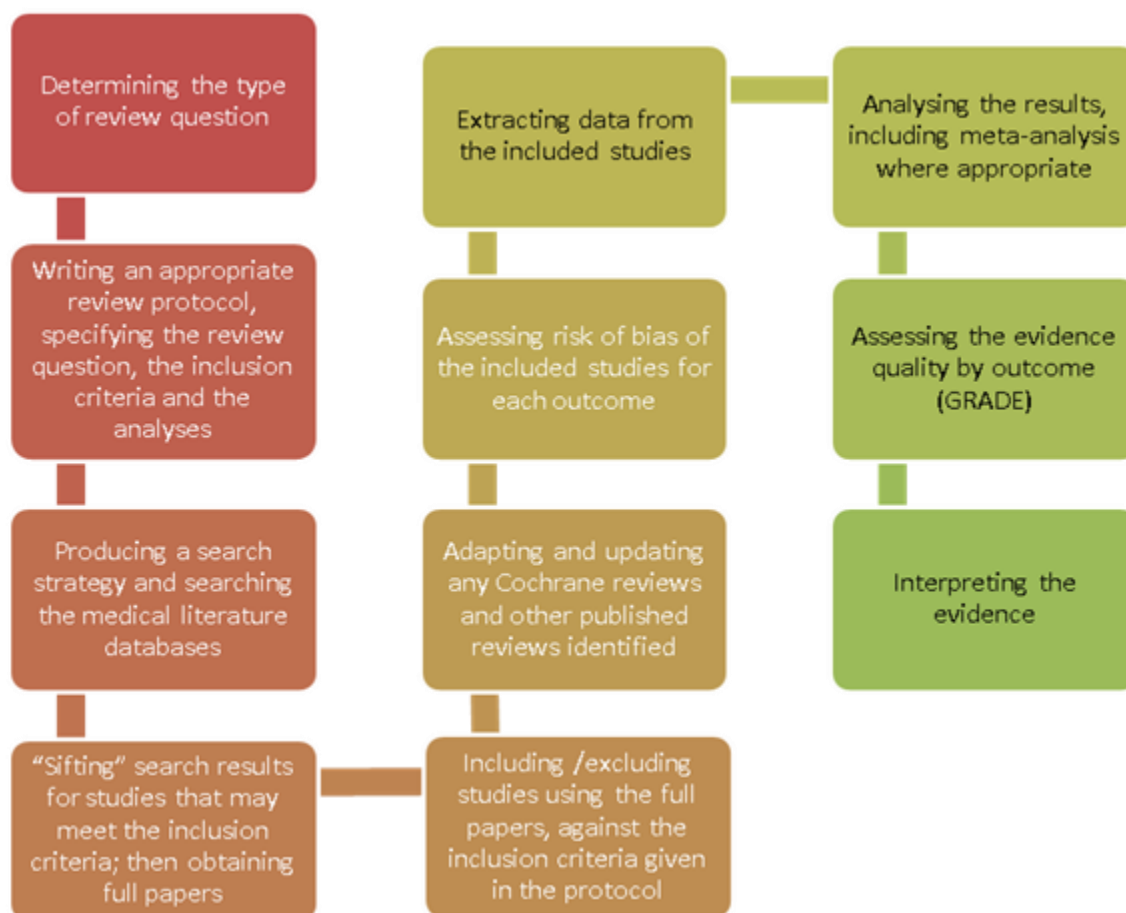 Determining the type
of review question
Writing an appropriate
review protocol,
specifying the review
question, the inclusion
criteria and the
analyses
Producing a search
strategy and searching
the medical literature
databases
“Sifting” search results
for studies that may
meet the inclusion
criteria; then obtaining
full papers
Including /excluding
studies using the full
papers, against the
inclusion criteria given
in the protocol
Adapting and updating
any Cochrane reviews
and other published
reviews identified
Assessing risk of bias of
the included studies for
each outcome
Extracting data from
the included studies
Analysing the results,
including meta-analysis
where appropriate
Assessing the evidence
quality by outcome
(GRADE)
Interpreting the
evidence